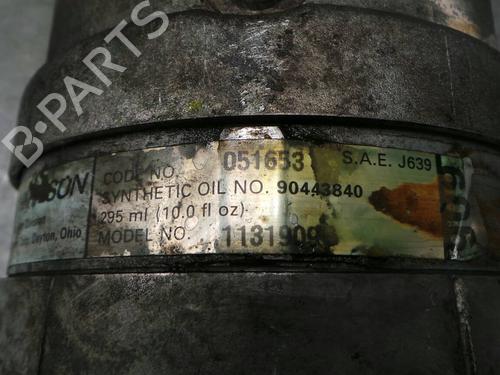 B-PARTS
CODE NO. 051653 S.A.E. J639
SYNTHETIC OIL NO. 90443840
295 ml (10.0 fl oz)
Dayton, Ohio
MODEL NO.